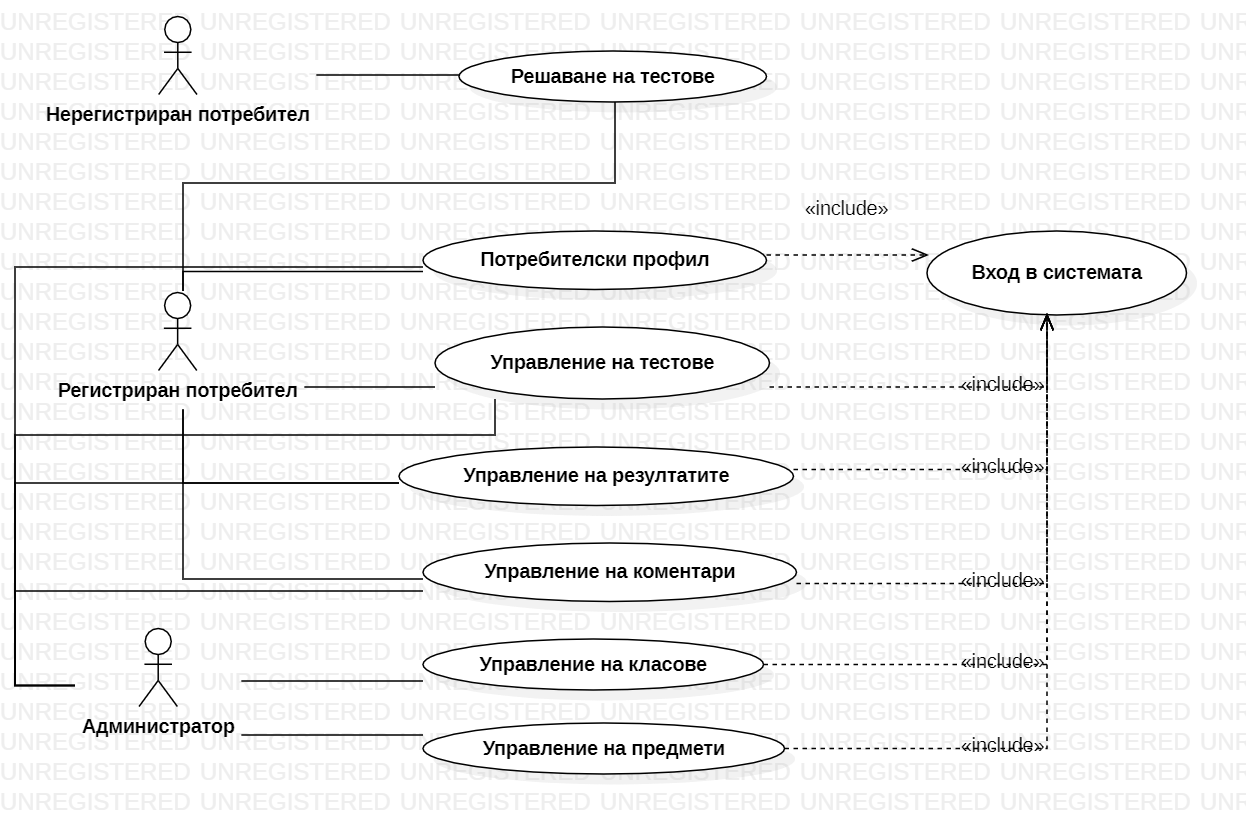 Нерегистриран потребител
Решаване на тестове
«include»
Потребителски профил
Вход в системата
Управление на тестове
«include»
Регистриран потребител
Управление на резултатите
«include»
Управление на коментари
«include»
Управление на класове
«include»
Администратор
Управление на предмети
«include»
UNREGISTERED